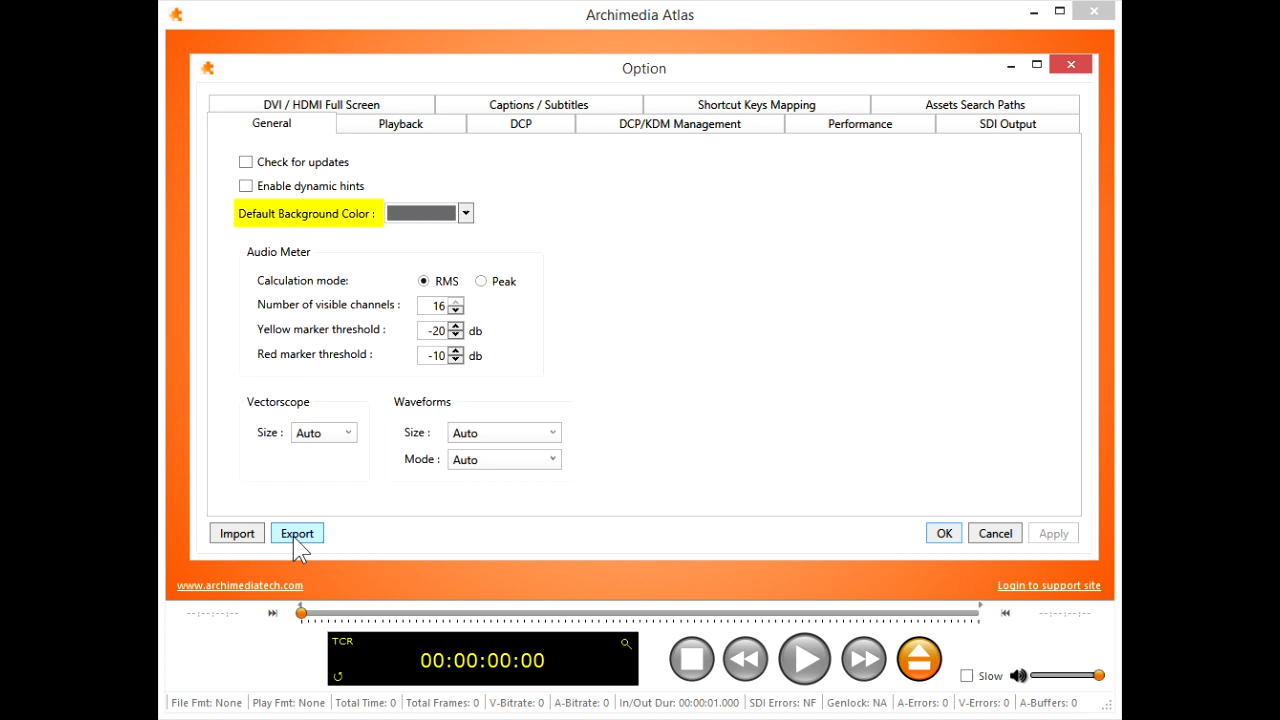 Archimedia Atlas
Option
DVI / HDMI Full Screen Captions / Subtitles Shortcut Keys Mapping Assets Search Paths
General Playback DCP DCP/KDM Management Performance SDI Output
Check for updates
Enable dynamic hints
Default Background Color :
Audio Meter
Calculation mode: RMS Peak
Number of visible channels : 16
Yellow marker threshold : -20 db
Red marker threshold : -10 db
Vectorscope Waveforms
Size : Auto Size : Auto
Mode : Auto
Import Export OK Cancel Apply
www.archimediatech.com Login to support site
--:--:--:-- --:--:--:--
TCR
00:00:00:00
Slow
File Fmt: None Play Fmt: None Total Time: 0 Total Frames: 0 V-Bitrate: 0 A-Bitrate: 0 In/Out Dur: 00:00:01.000 SDI Errors: NF Genlock: NA A-Errors: 0 V-Errors: 0 A-Buffers: 0